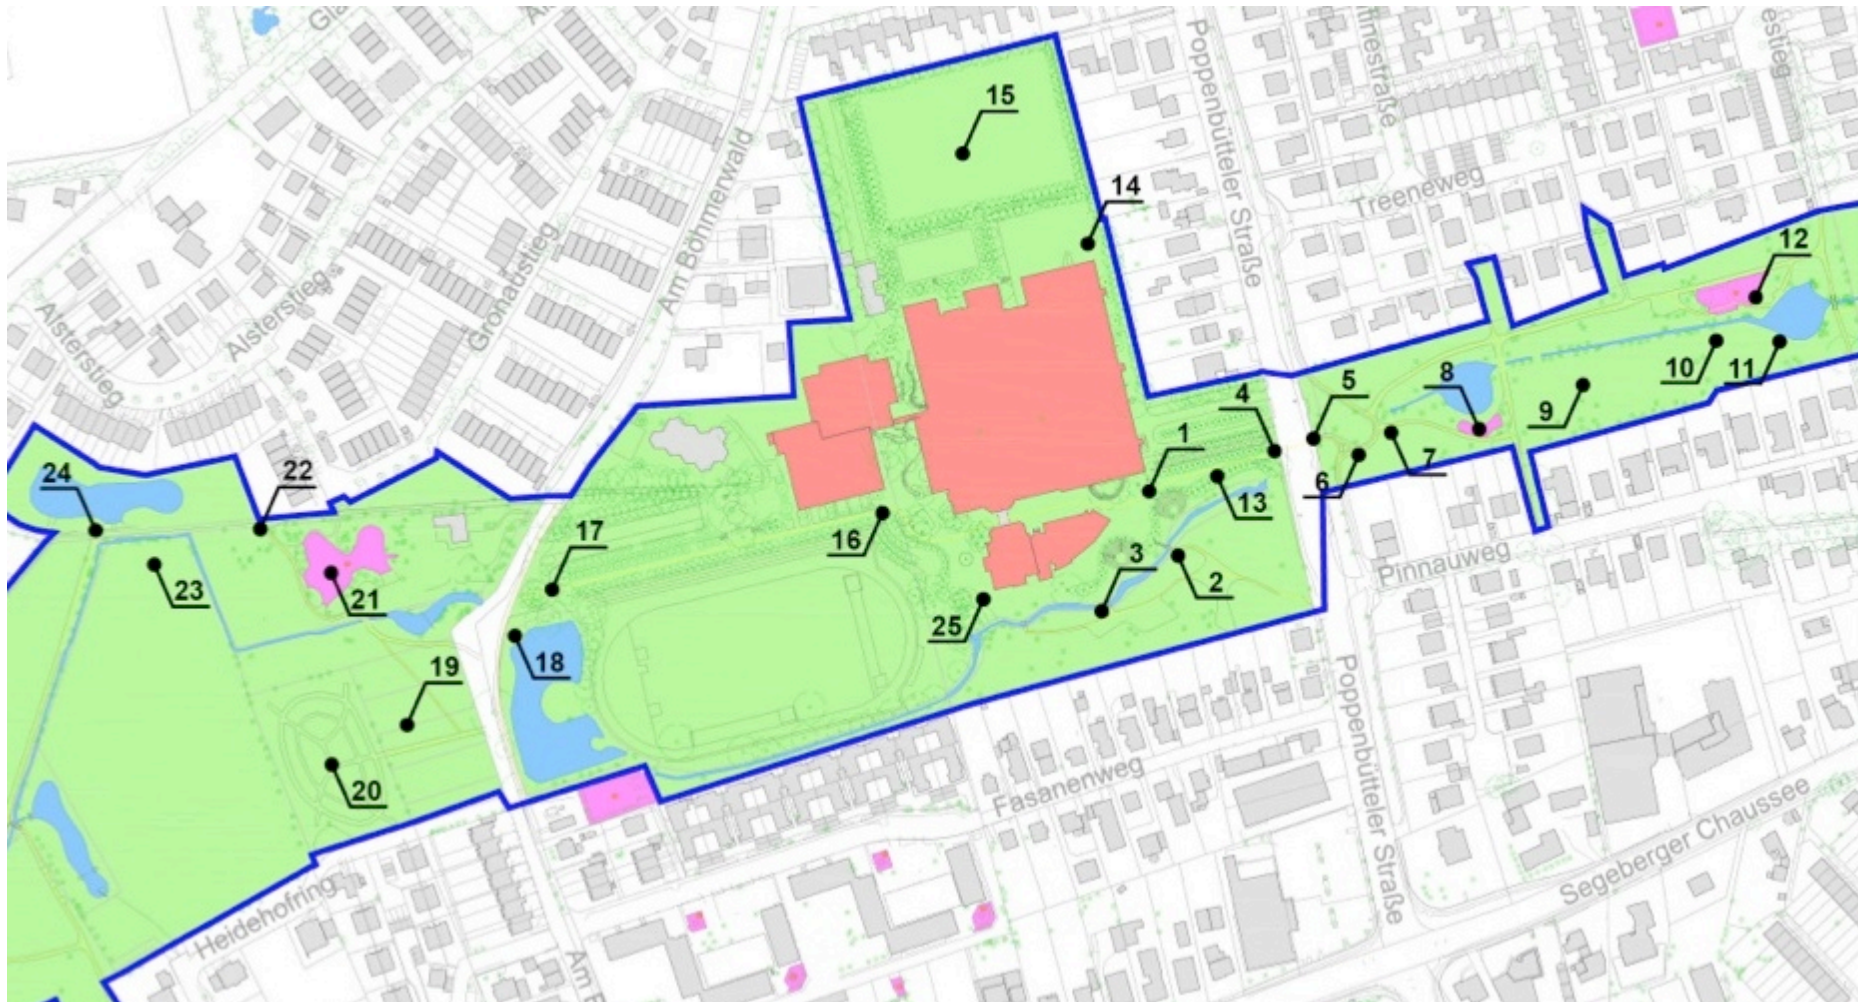 Poppenbütteler Straße
Am Böhmerwald
Treeneweg
Gronaustieg
Alsterstieg
Alsterstieg
Pinnauweg
Fasanenweg
Poppenbütteler Straße
Segeberger Chaussee
Heidehofring
15
14
12
5
8
4
1
9
10
11
6
7
13
22
24
17
16
3
2
23
21
25
18
19
20